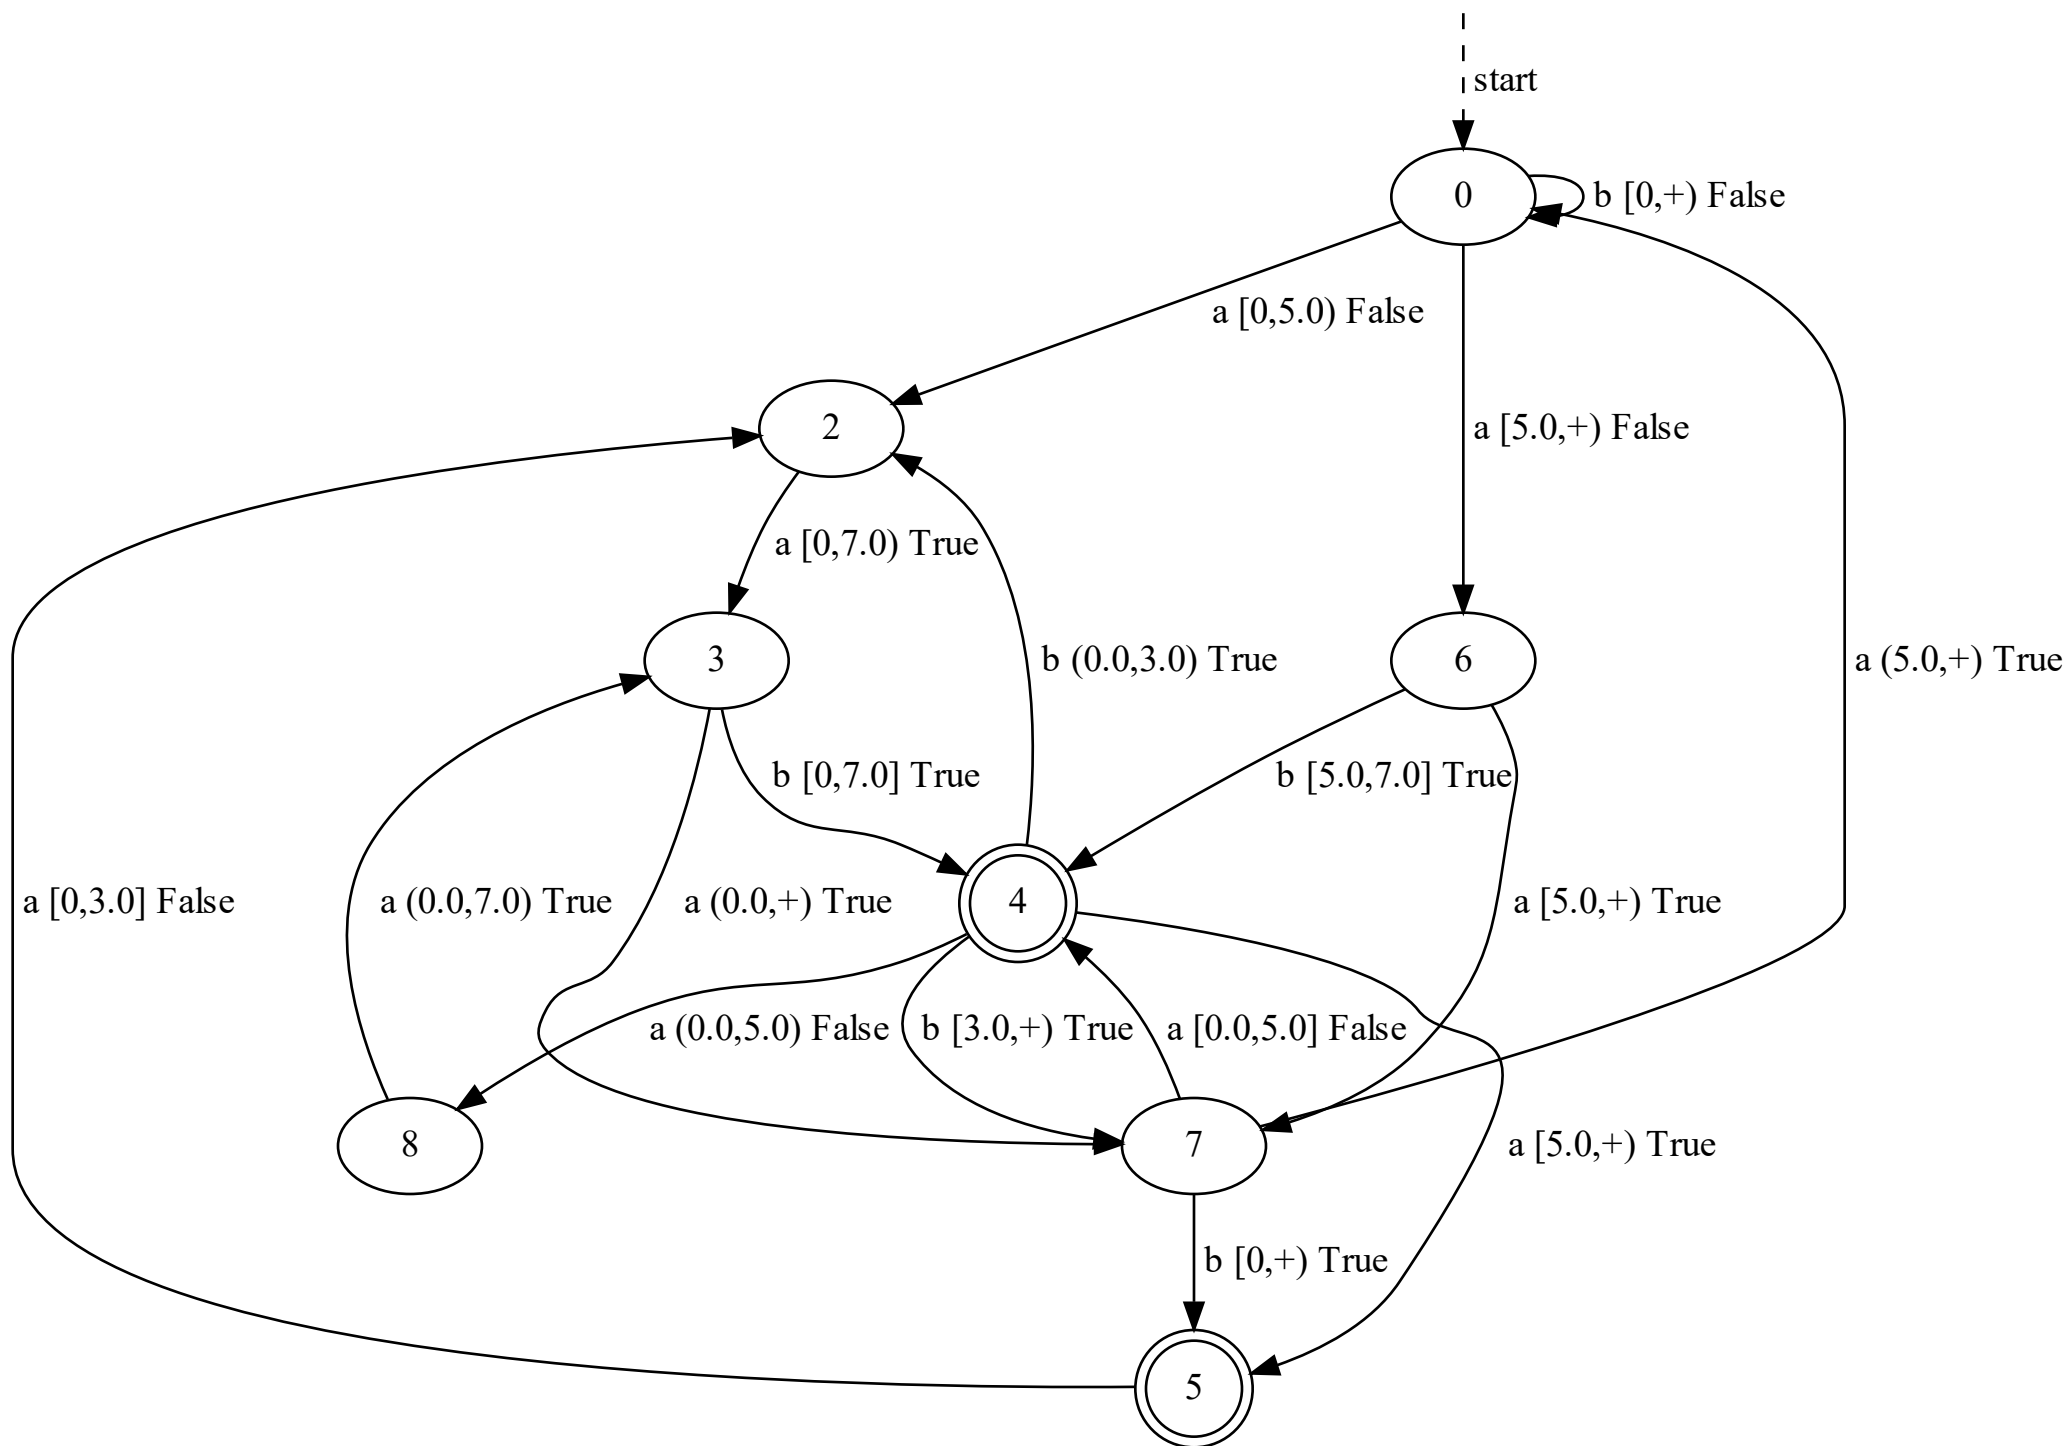 start
0
b [0,+) False
a [0,5.0) False
2
a [5.0,+) False
a [0,7.0) True
3
b (0.0,3.0) True
6
a (5.0,+) True
b [0,7.0] True
b [5.0,7.0] True
a [0,3.0] False
a (0.0,7.0) True
a (0.0,+) True
4
a [5.0,+) True
a (0.0,5.0) False
b [3.0,+) True
a [0.0,5.0] False
8
7
a [5.0,+) True
b [0,+) True
5